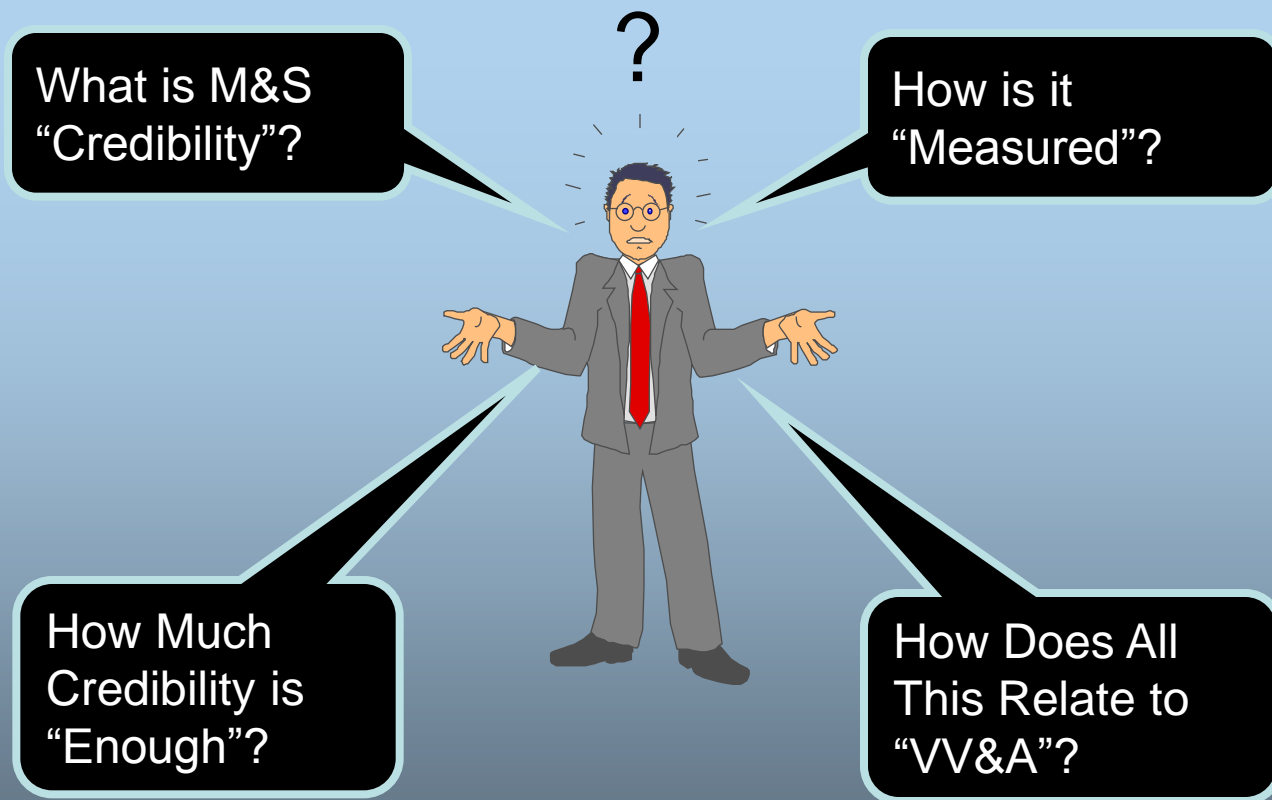 ?
What is M&S
“Credibility”?
How is it
“Measured”?
How Much
Credibility is
“Enough”?
How Does All
This Relate to
“VV&A”?